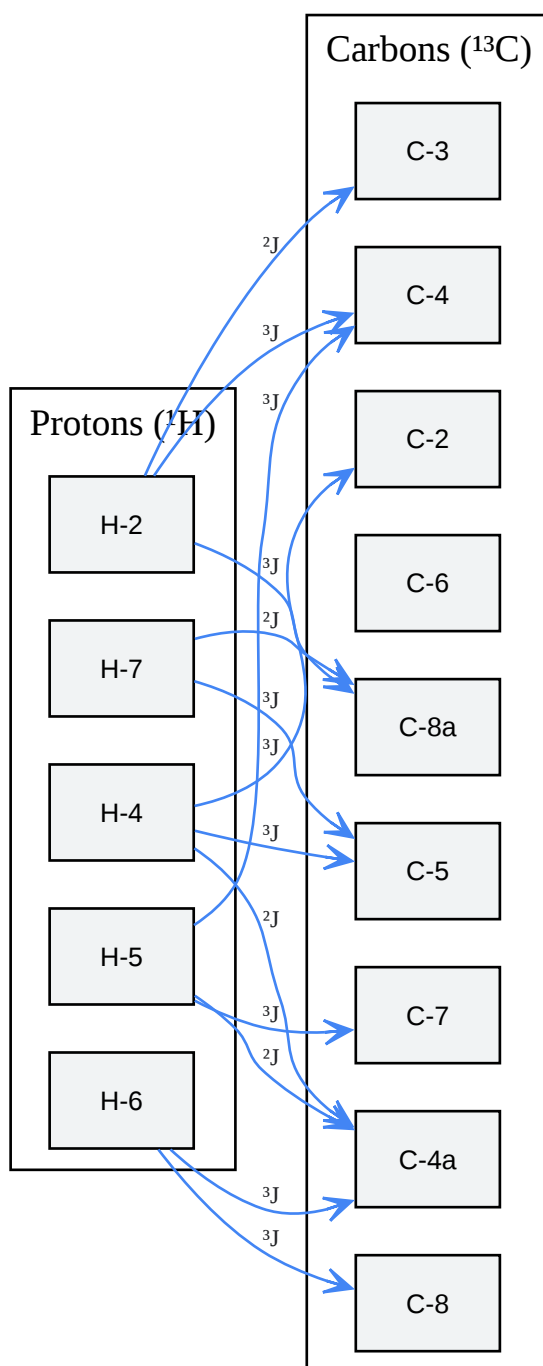 Carbons (¹³C)
C-3
C-4
C-2
C-6
C-8a
C-5
C-7
C-4a
C-8
Protons (¹H)
H-2
H-7
H-4
H-5
H-6
²J
³J
³J
³J
²J
³J
³J
³J
²J
³J
²J
³J
³J